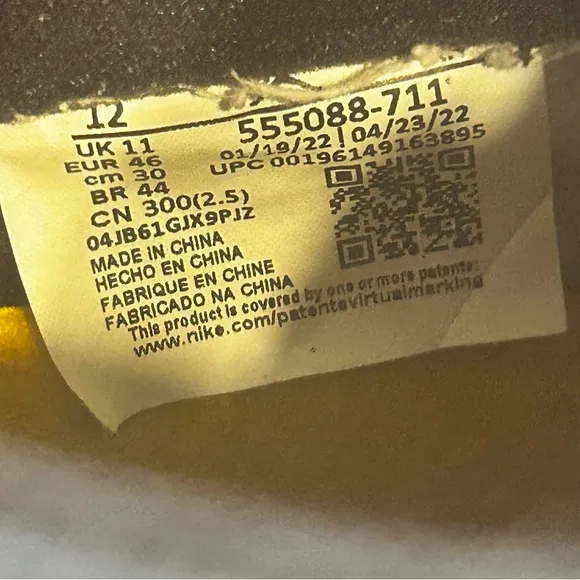 12
UK 11
EUR 46
cm 30
BR 44
CN 300(2.5)
04JB61GJX9PJZ
MADE IN CHINA
HECHO EN CHINA
FABRIQUE EN CHINE
FABRICADO NA CHINA
This product is covered by one or more patents:
www.nike.com/patentsvirtualmarking
555088-711
01/19/22 | 04/23/22
UPC 00196149163895